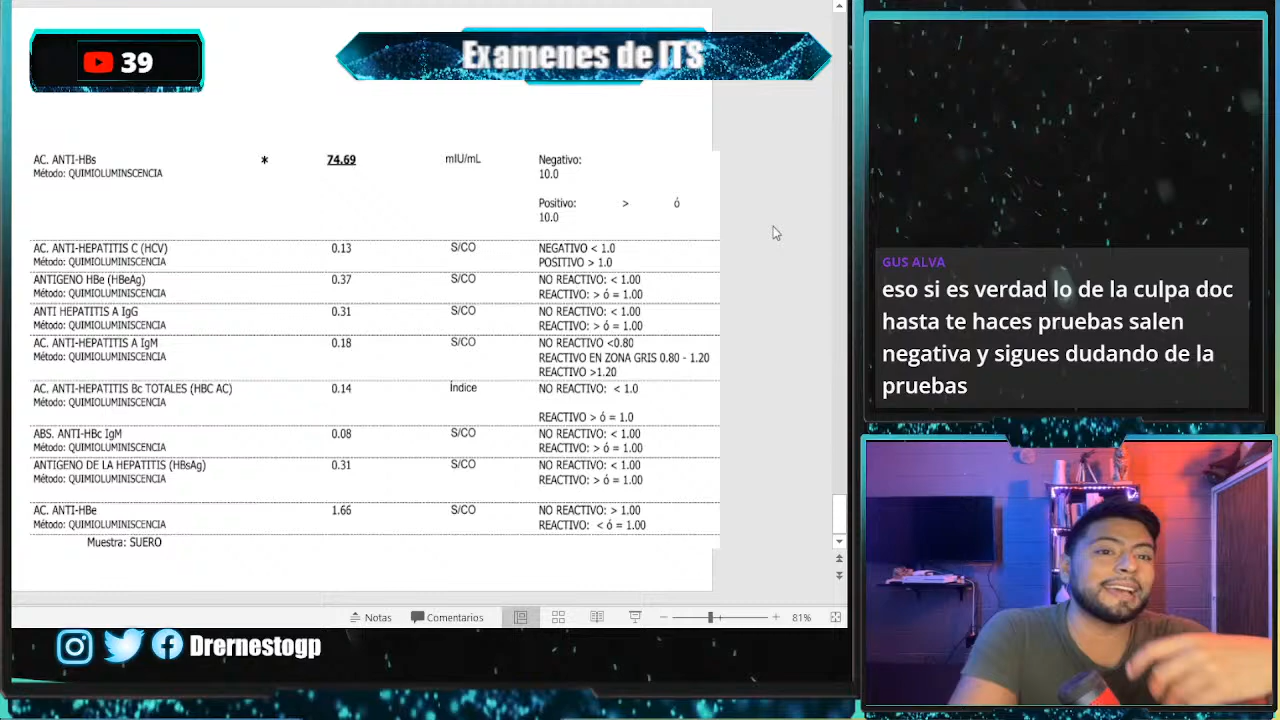 39
Examenes de ITS
AC. ANTI-HBs * 74.69 mIU/mL Negativo:
Método: QUIMIOLUMINSCENCIA 10.0
Positivo: > ó
10.0
AC. ANTI-HEPATITIS C (HCV) 0.13 S/CO NEGATIVO < 1.0
Método: QUIMIOLUMINISCENCIA POSITIVO > 1.0
ANTIGENO HBe (HBeAg) 0.37 S/CO NO REACTIVO: < 1.00
Método: QUIMIOLUMINISCENCIA REACTIVO: > ó = 1.00
ANTI HEPATITIS A IgG 0.31 S/CO NO REACTIVO: < 1.00
Método: QUIMIOLUMINISCENCIA REACTIVO: > ó = 1.00
AC. ANTI-HEPATITIS A IgM 0.18 S/CO NO REACTIVO <0.80
Método: QUIMIOLUMINISCENCIA REACTIVO EN ZONA GRIS 0.80 - 1.20
REACTIVO >1.20
AC. ANTI-HEPATITIS Bc TOTALES (HBC AC) 0.14 Índice NO REACTIVO: < 1.0
Método: QUIMIOLUMINISCENCIA
REACTIVO > ó = 1.0
ABS. ANTI-HBc IgM 0.08 S/CO NO REACTIVO: < 1.00
Método: QUIMIOLUMINISCENCIA REACTIVO: > ó = 1.00
ANTIGENO DE LA HEPATITIS (HBsAg) 0.31 S/CO NO REACTIVO: < 1.00
Método: QUIMIOLUMINISCENCIA REACTIVO: > ó = 1.00
AC. ANTI-HBe 1.66 S/CO NO REACTIVO: > 1.00
Método: QUIMIOLUMINISCENCIA REACTIVO: < ó = 1.00
Muestra: SUERO
Notas Comentarios 81%
Drernestogp
GUS ALVA
eso si es verdad lo de la culpa doc
hasta te haces pruebas salen
negativa y sigues dudando de la
pruebas